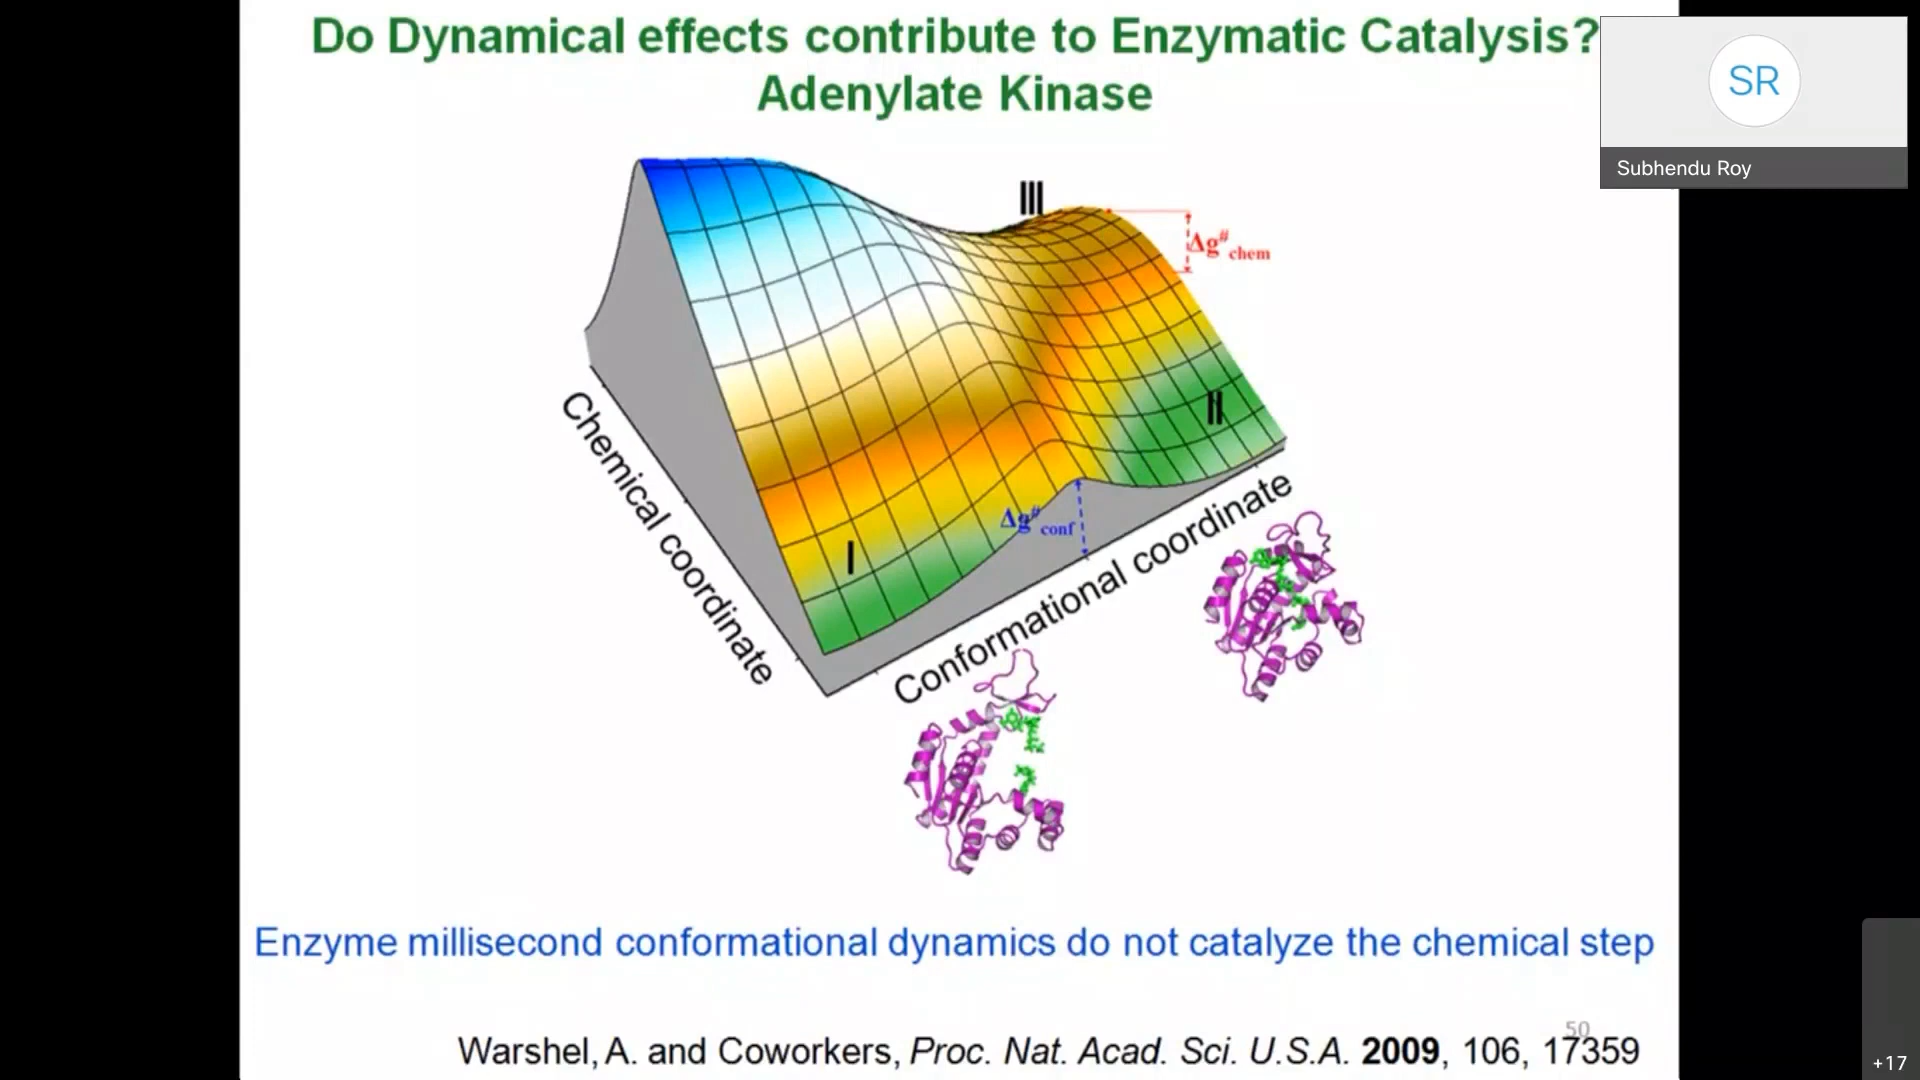 Do Dynamical effects contribute to Enzymatic Catalysis?
Adenylate Kinase
SR
Subhendu Roy
III
Δg#chem
II
I
Δg#conf
Chemical coordinate
Conformational coordinate
Enzyme millisecond conformational dynamics do not catalyze the chemical step
50
Warshel, A. and Coworkers, Proc. Nat. Acad. Sci. U.S.A. 2009, 106, 17359
+17